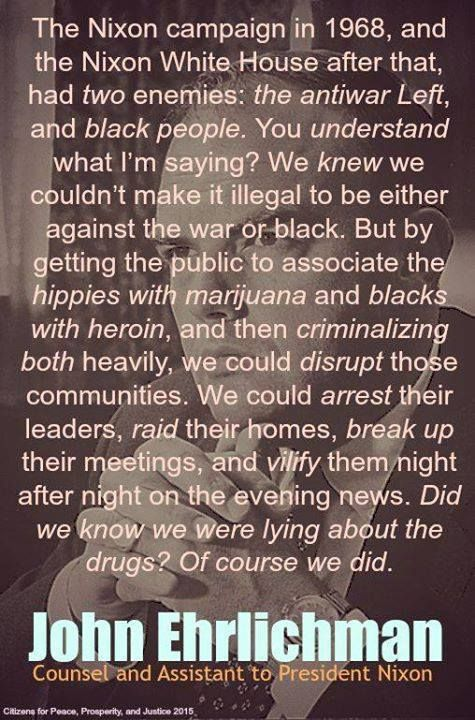 The Nixon campaign in 1968, and
the Nixon White House after that,
had two enemies: the antiwar Left,
and black people. You understand
what I'm saying? We knew we
couldn't make it illegal to be either
against the war or black. But by
getting the public to associate the
hippies with marijuana and blacks
with heroin, and then criminalizing
both heavily, we could disrupt those
communities. We could arrest their
leaders, raid their homes, break up
their meetings, and vilify them night
after night on the evening news. Did
we know we were lying about the
drugs? Of course we did.
John Ehrlichman
Counsel and Assistant to President Nixon
Citizens for Peace, Prosperity, and Justice 2015